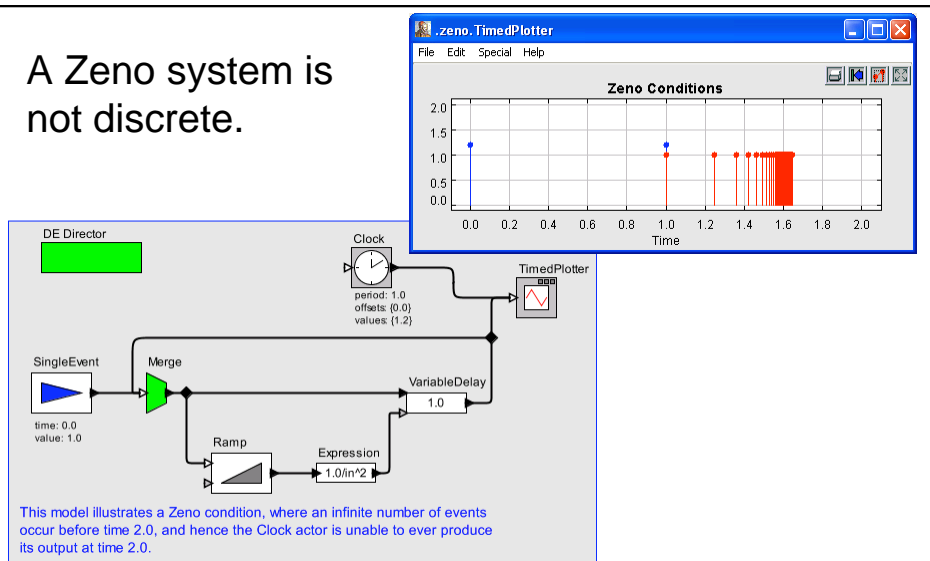 A Zeno system is
not discrete.
.zeno.TimedPlotter
File Edit Special Help
Zeno Conditions
2.0
1.5
1.0
0.5
0.0
0.0 0.2 0.4 0.6 0.8 1.0 1.2 1.4 1.6 1.8 2.0
Time
DE Director
Clock
period: 1.0
offsets: {0.0}
values: {1.2}
TimedPlotter
SingleEvent
time: 0.0
value: 1.0
Merge
VariableDelay
1.0
Ramp
Expression
1.0/in^2
This model illustrates a Zeno condition, where an infinite number of events
occur before time 2.0, and hence the Clock actor is unable to ever produce
its output at time 2.0.